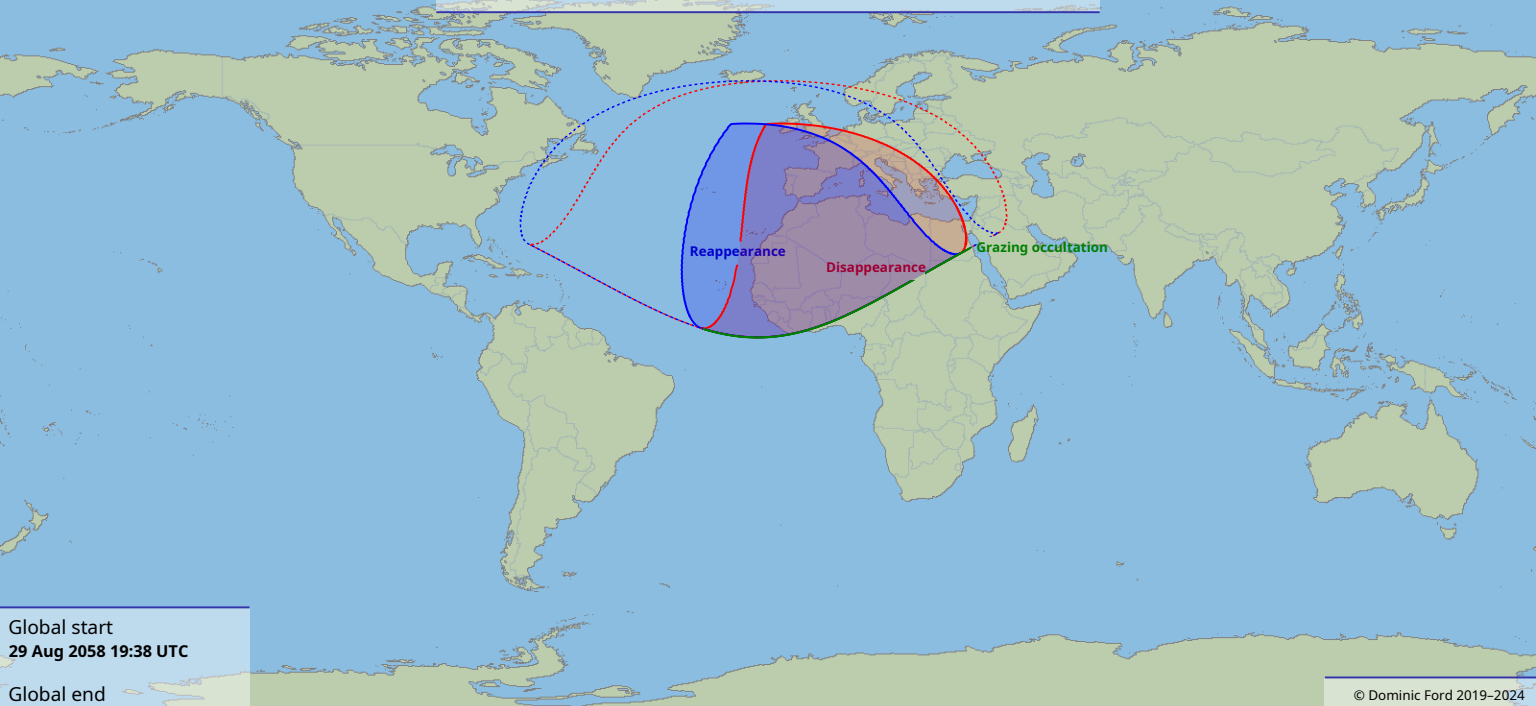 Reappearance
Grazing occultation
Disappearance
Global start
29 Aug 2058 19:38 UTC
Global end
© Dominic Ford 2019–2024